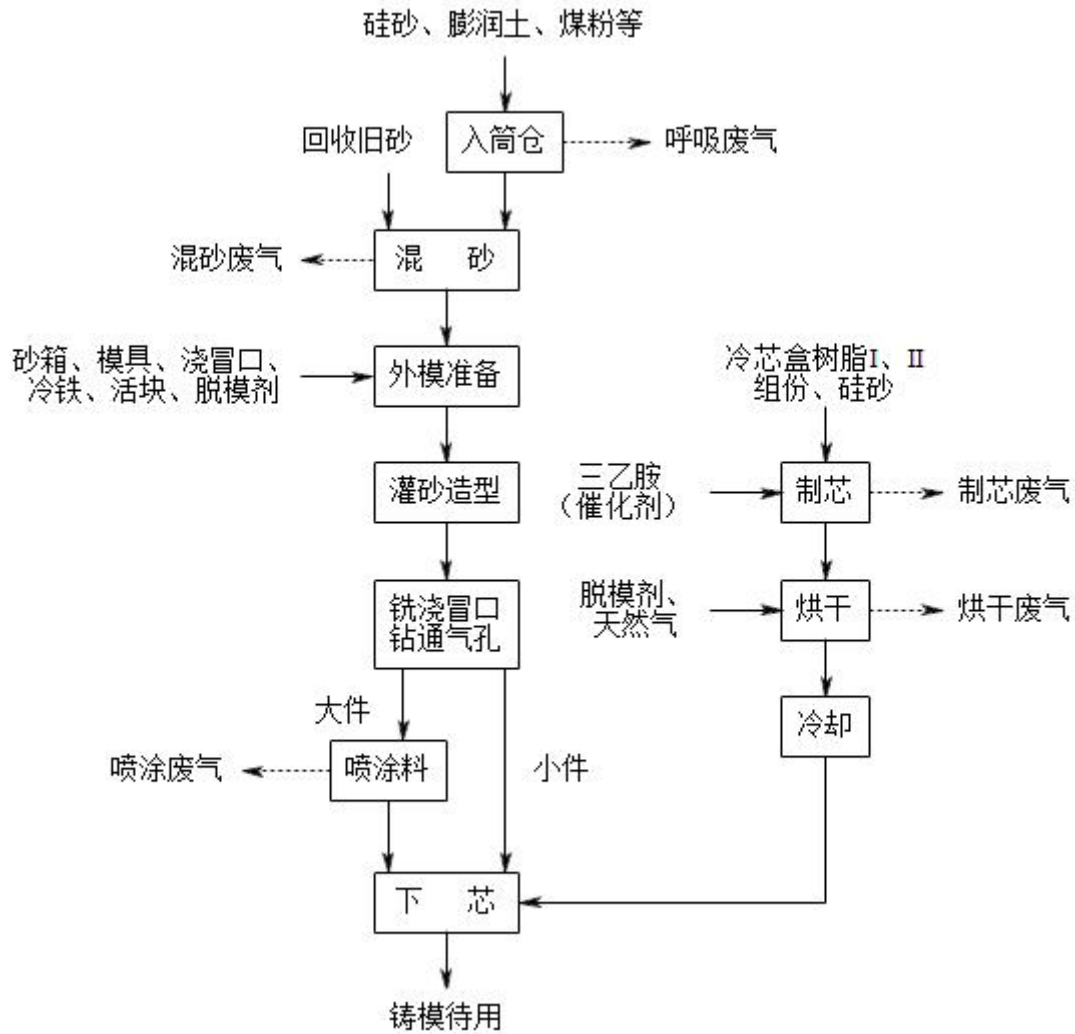 硅砂、膨润土、煤粉等
回收旧砂
入筒仓
呼吸废气
混砂废气
混 砂
砂箱、模具、浇冒口、
冷铁、活块、脱模剂
外模准备
冷芯盒树脂I、II
组份、硅砂
灌砂造型
三乙胺
（催化剂）
制芯
制芯废气
铣浇冒口
钻通气孔
脱模剂、
天然气
烘干
烘干废气
大件
小件
冷却
喷涂废气
喷涂料
下 芯
铸模待用